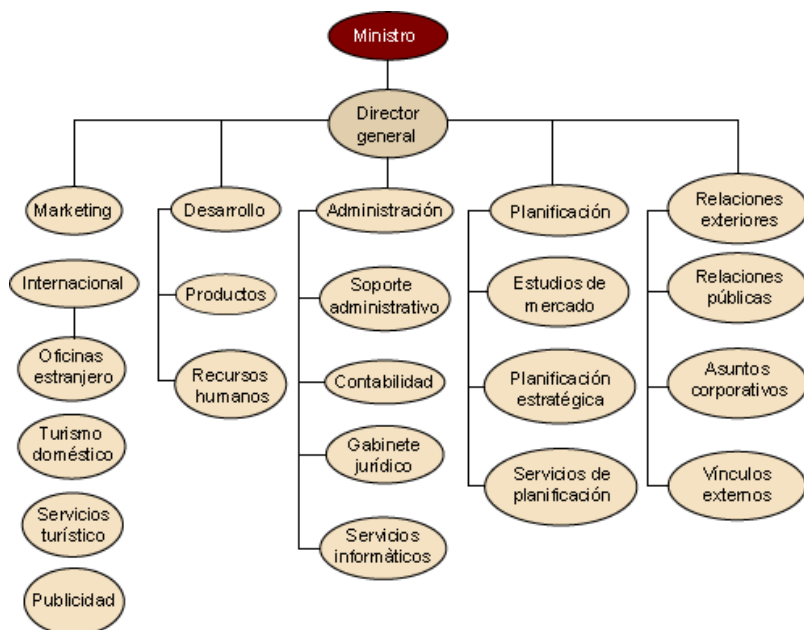 Ministro
Director
general
Marketing
Internacional
Oficinas
estranjero
Turismo
doméstico
Servicios
turístico
Publicidad
Desarrollo
Productos
Recursos
humanos
Administración
Soporte
administrativo
Contabilidad
Gabinete
jurídico
Servicios
informàticos
Planificación
Estudios de
mercado
Planificación
estratégica
Servicios de
planificación
Relaciones
exteriores
Relaciones
públicas
Asuntos
corporativos
Vínculos
externos